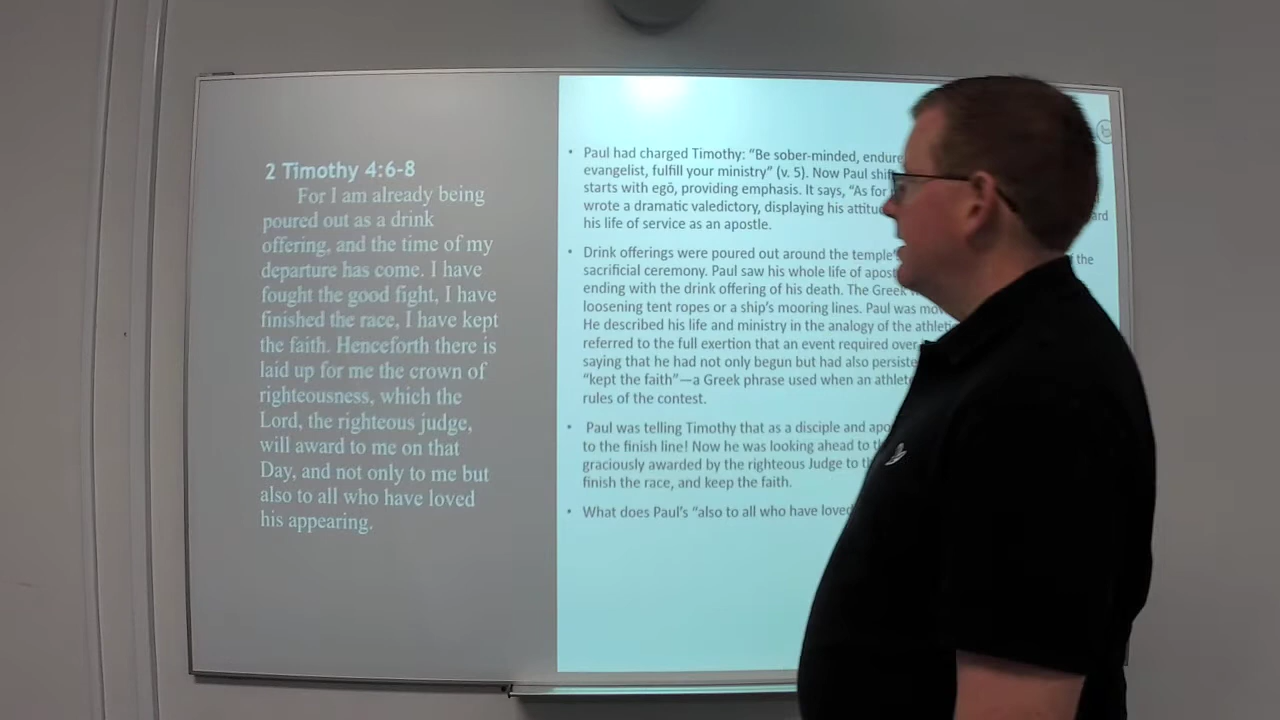 2 Timothy 4:6-8
For I am already being
poured out as a drink
offering, and the time of my
departure has come. I have
fought the good fight, I have
finished the race, I have kept
the faith. Henceforth there is
laid up for me the crown of
righteousness, which the
Lord, the righteous judge,
will award to me on that
Day, and not only to me but
also to all who have loved
his appearing.
• Paul had charged Timothy: “Be sober-minded, endure
evangelist, fulfill your ministry” (v. 5). Now Paul
starts with egō, providing emphasis. It says, “As for
wrote a dramatic valedictory, displaying his
his life of service as an apostle.
• Drink offerings were poured out around the temple’ the
sacrificial ceremony. Paul saw his whole life of
ending with the drink offering of his death. The Greek
loosening tent ropes or a ship’s mooring lines. Paul was
He described his life and ministry in the analogy of the
referred to the full exertion that an event required over
saying that he had not only begun but had also
“kept the faith”—a Greek phrase used when an
rules of the contest.
• Paul was telling Timothy that as a disciple and
to the finish line! Now he was looking ahead to
graciously awarded by the righteous Judge to
finish the race, and keep the faith.
• What does Paul’s “also to all who have loved